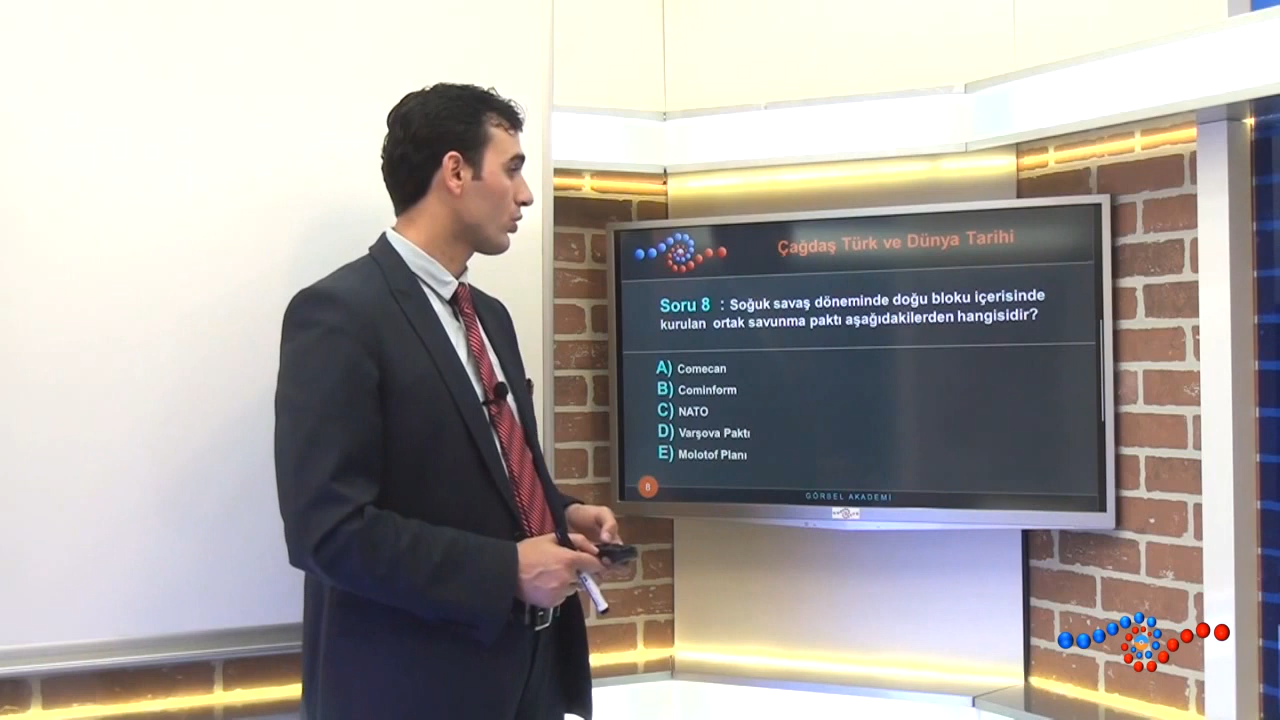 Çağdaş Türk ve Dünya Tarihi
Soru 8 : Soğuk savaş döneminde doğu bloku içerisinde
kurulan ortak savunma paktı aşağıdakilerden hangisidir?
A) Comecan
B) Cominform
C) NATO
D) Varşova Paktı
E) Molotof Planı
8
GÖRSEL AKADEMİ